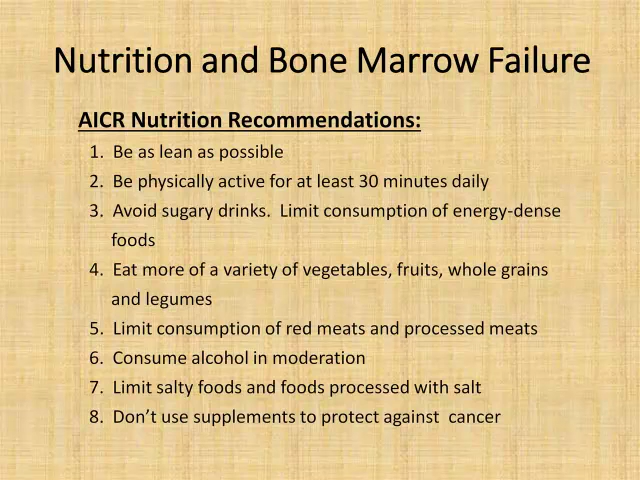 Nutrition and Bone Marrow Failure
AICR Nutrition Recommendations:
1. Be as lean as possible
2. Be physically active for at least 30 minutes daily
3. Avoid sugary drinks. Limit consumption of energy-dense
foods
4. Eat more of a variety of vegetables, fruits, whole grains
and legumes
5. Limit consumption of red meats and processed meats
6. Consume alcohol in moderation
7. Limit salty foods and foods processed with salt
8. Don’t use supplements to protect against cancer